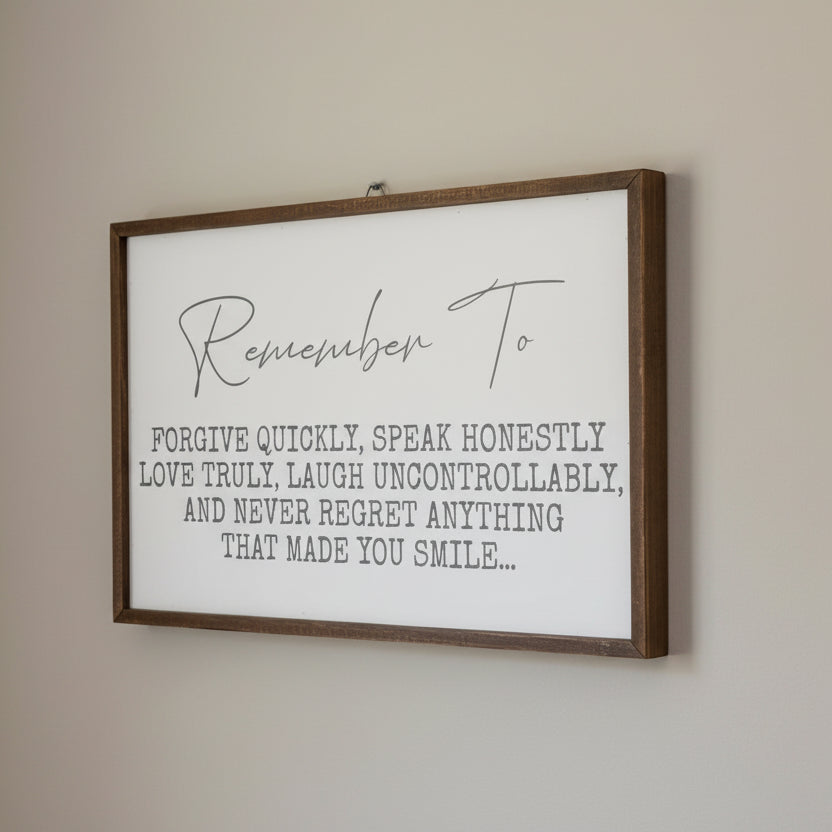 Remember To
FORGIVE QUICKLY, SPEAK HONESTLY
LOVE TRULY, LAUGH UNCONTROLLABLY,
AND NEVER REGRET ANYTHING
THAT MADE YOU SMILE...